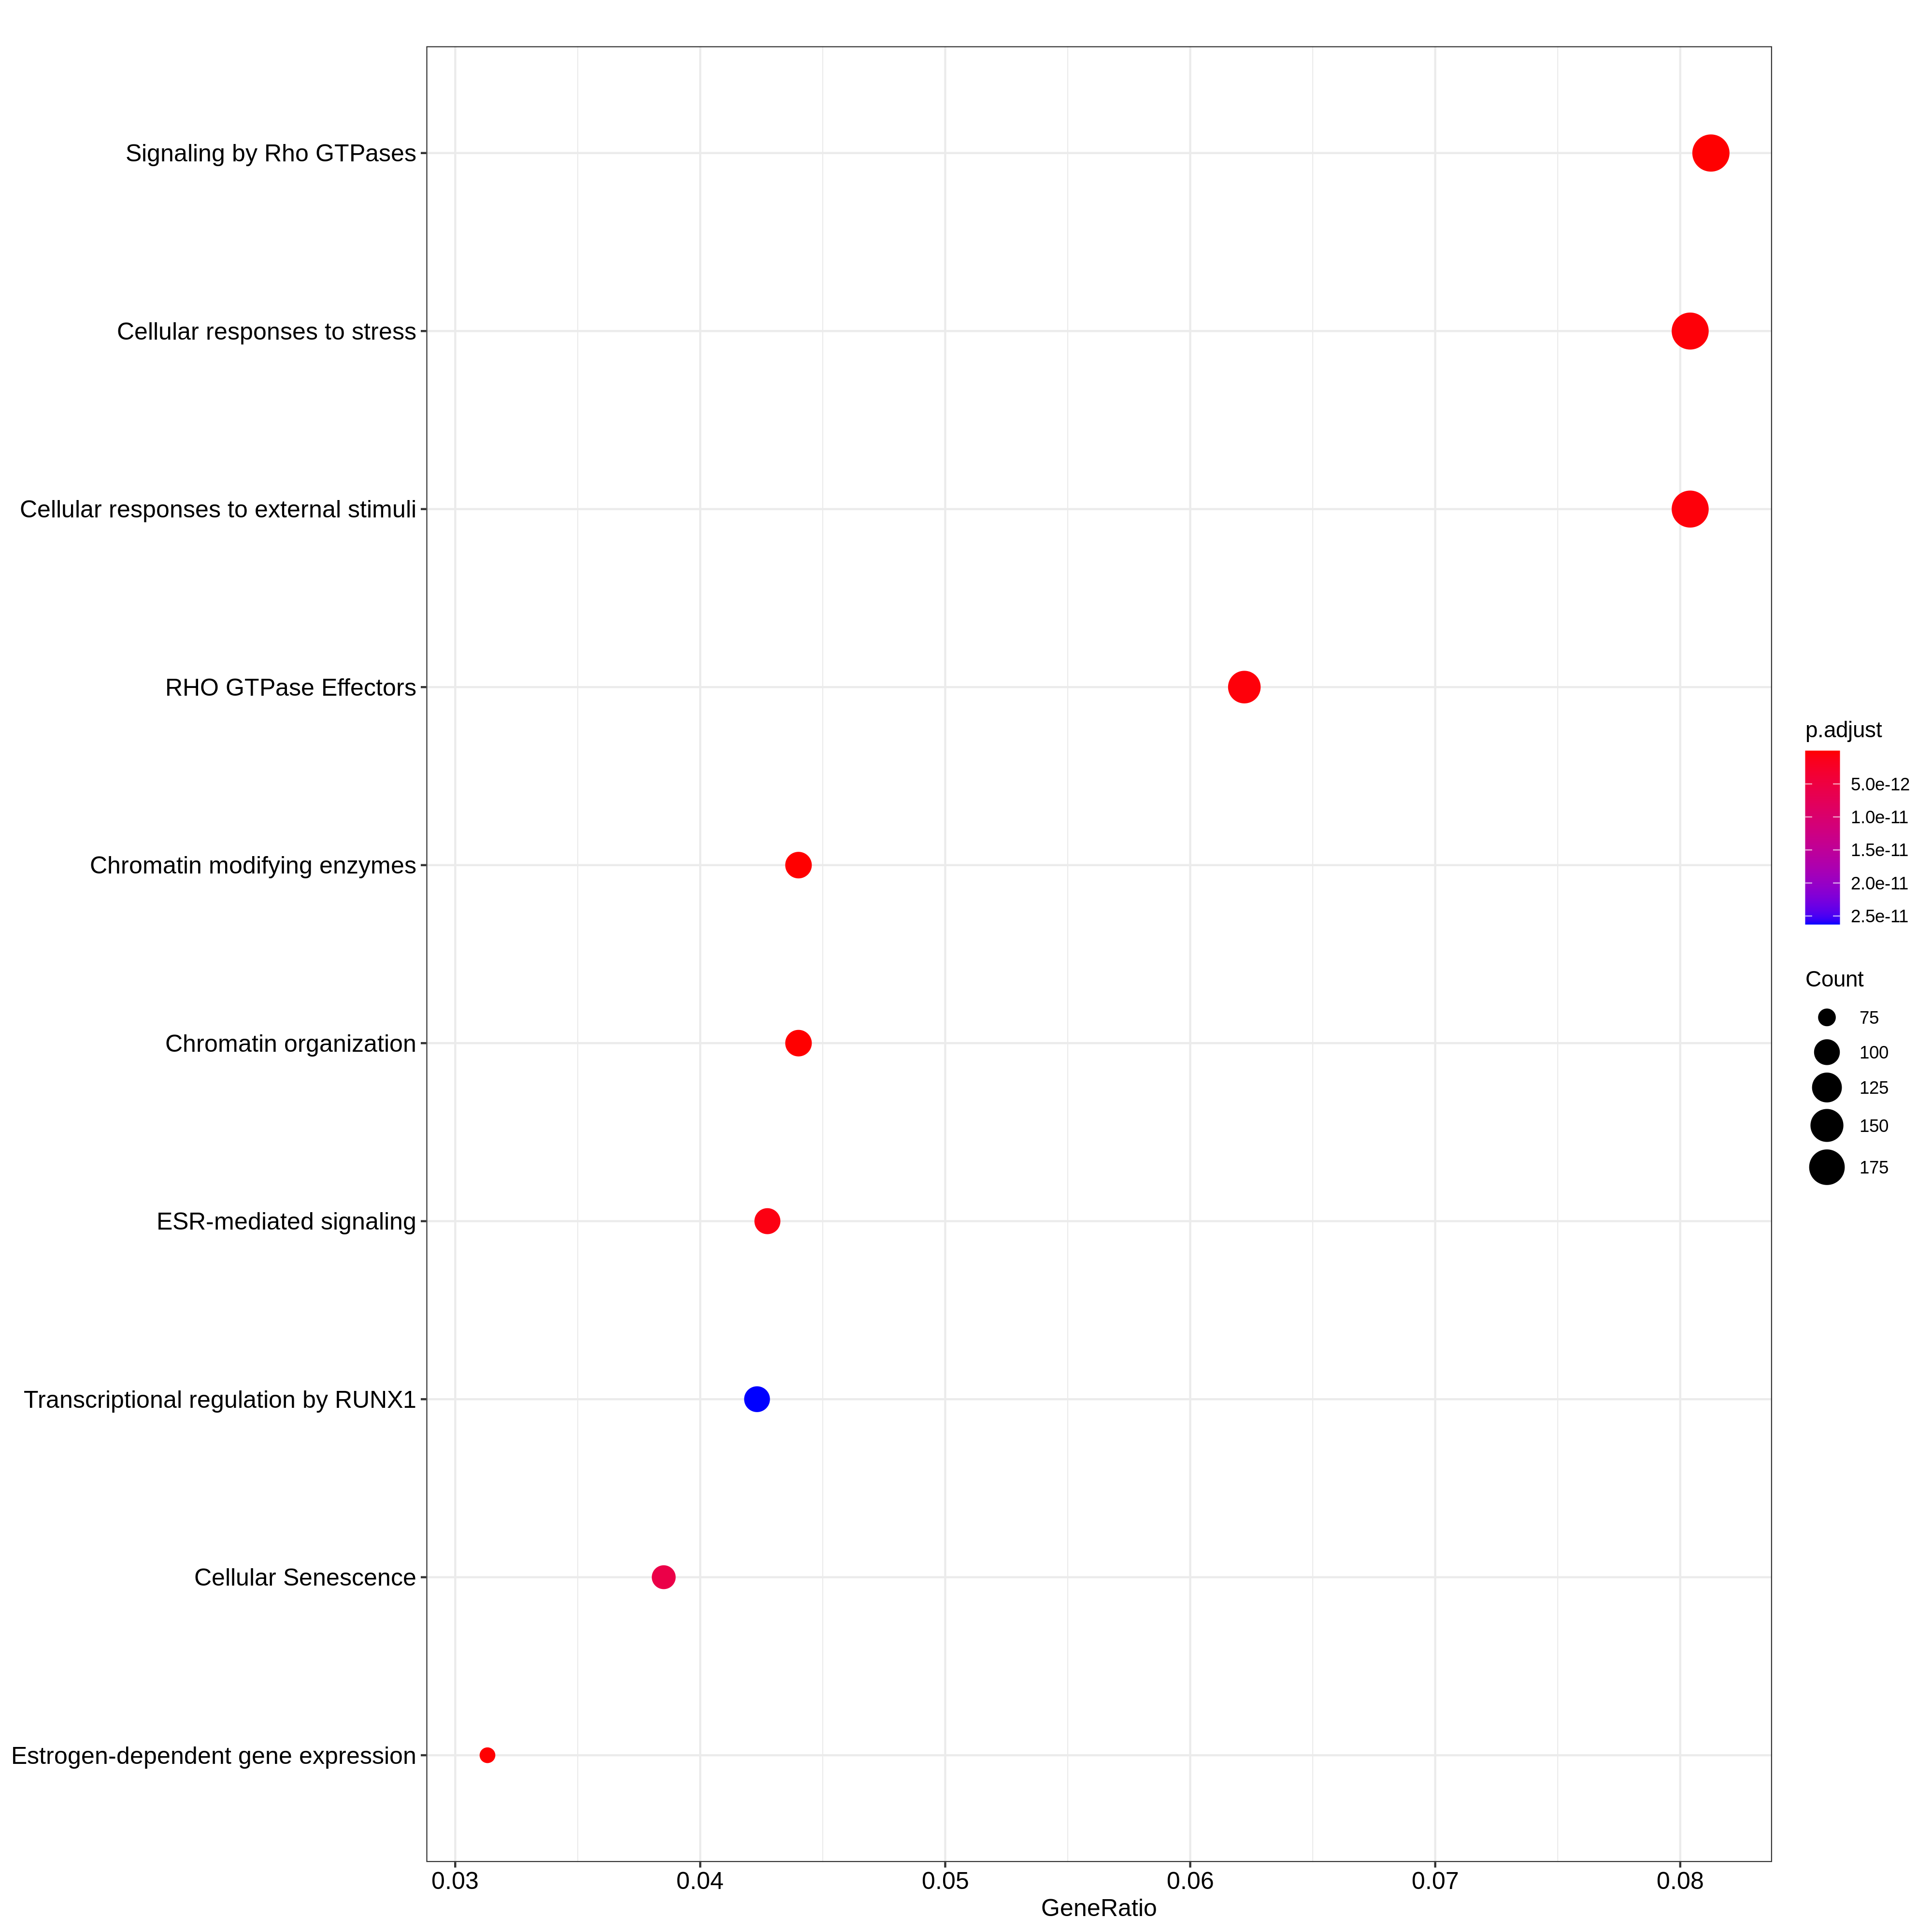 Signaling by Rho GTPases
Cellular responses to stress
Cellular responses to external stimuli
RHO GTPase Effectors
Chromatin modifying enzymes
Chromatin organization
ESR-mediated signaling
Transcriptional regulation by RUNX1
Cellular Senescence
Estrogen-dependent gene expression
0.03 0.04 0.05 0.06 0.07 0.08
GeneRatio
p.adjust
5.0e-12
1.0e-11
1.5e-11
2.0e-11
2.5e-11
Count
75
100
125
150
175